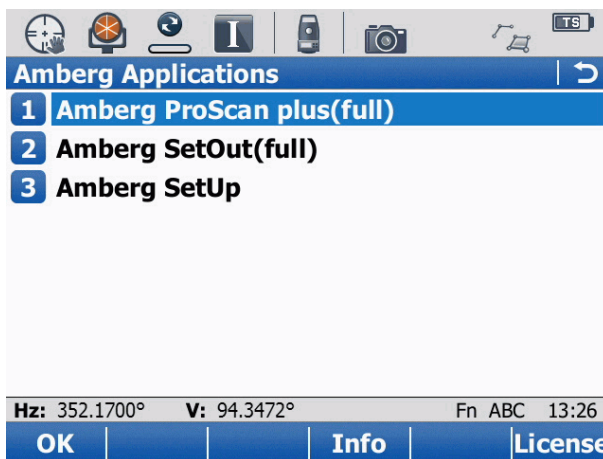 I
TS
Amberg Applications
1 Amberg ProScan plus(full)
2 Amberg SetOut(full)
3 Amberg SetUp
Hz: 352.1700° V: 94.3472° Fn ABC 13:26
OK Info License